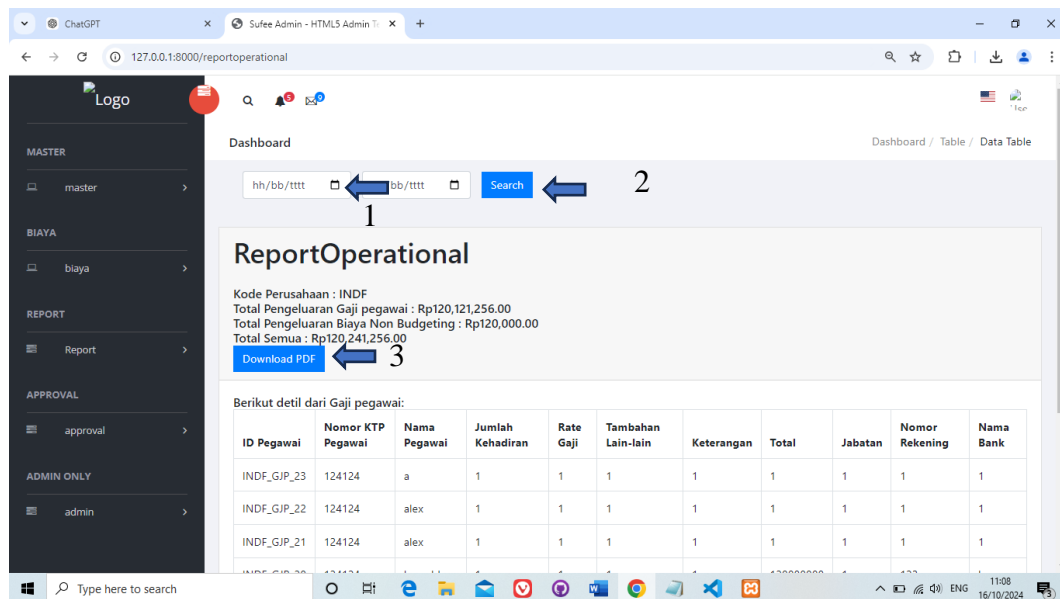 ChatGPT
Sufee Admin - HTML5 Admin Te
127.0.0.1:8000/reportoperational
Logo
5
0
Dashboard
Dashboard / Table / Data Table
MASTER
master
BIAYA
biaya
REPORT
Report
APPROVAL
approval
ADMIN ONLY
admin
hh/bb/tttt
bb/tttt
Search
1
2
ReportOperational
Kode Perusahaan : INDF
Total Pengeluaran Gaji pegawai : Rp120,121,256.00
Total Pengeluaran Biaya Non Budgeting : Rp120,000.00
Total Semua : Rp120,241,256.00
Download PDF
3
Berikut detil dari Gaji pegawai:
ID Pegawai Nomor KTP Pegawai Nama Pegawai Jumlah Kehadiran Rate Gaji Tambahan Lain-lain Keterangan Total Jabatan Nomor Rekening Nama Bank
INDF_GJP_23 124124 a 1 1 1 1 1 1 1 1
INDF_GJP_22 124124 alex 1 1 1 1 1 1 1 1
INDF_GJP_21 124124 alex 1 1 1 1 1 1 1 1
Type here to search
ENG
11:08
16/10/2024